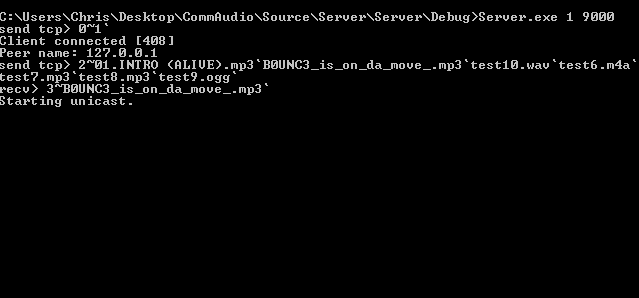 C:\Users\Chris\Desktop\CommAudio\Source\Server\Server\Debug>Server.exe 1 9000
send tcp> 0~1`
Client connected [408]
Peer name: 127.0.0.1
send tcp> 2~01.INTRO (ALIVE).mp3`B0UNC3_is_on_da_move_.mp3`test10.wav`test6.m4a`
test7.mp3`test8.mp3`test9.ogg`
recv> 3~B0UNC3_is_on_da_move_.mp3`
Starting unicast.